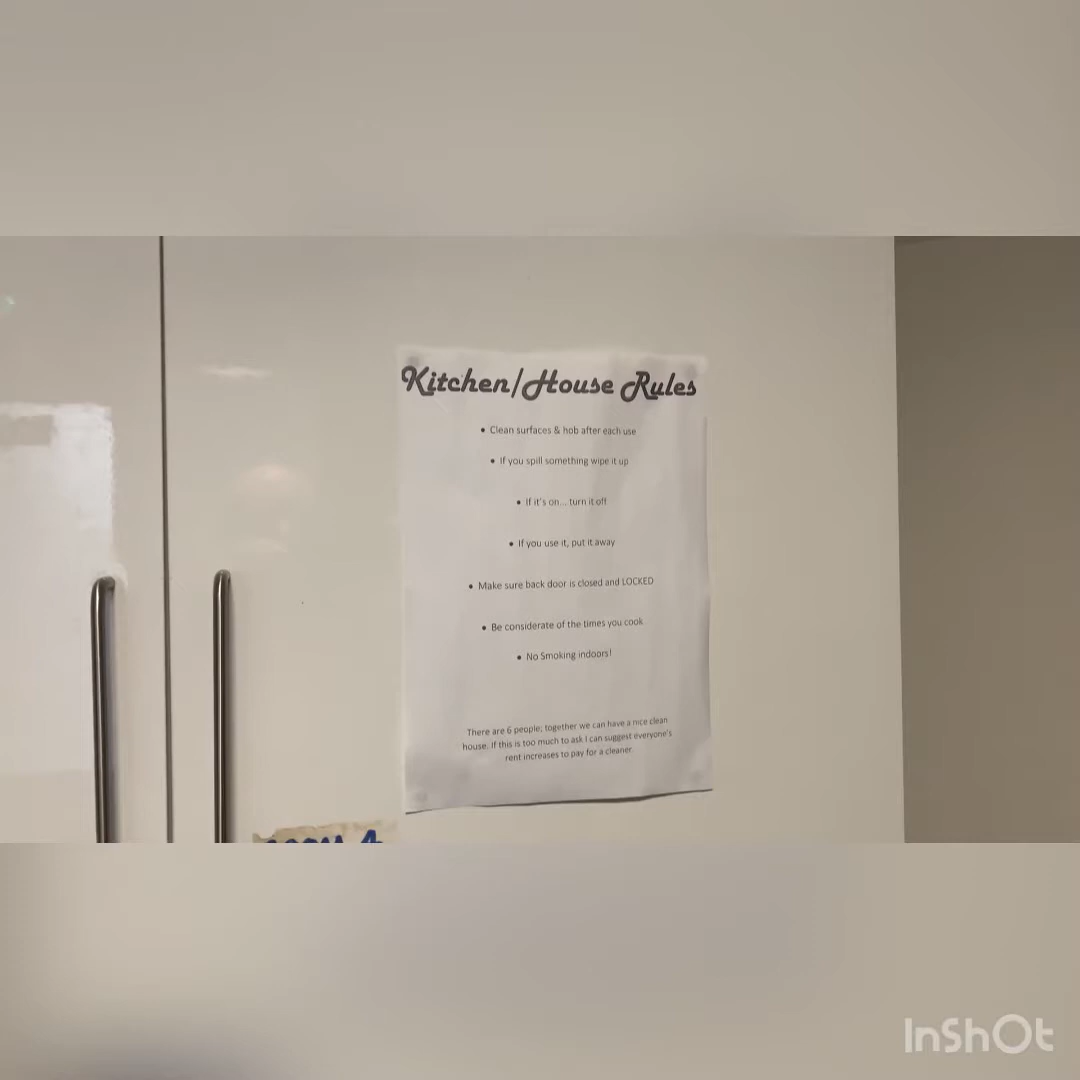 Kitchen/House Rules
• Clean surfaces & hob after each use
• If you spill something wipe it up
• If it's on... turn it off
• If you use it, put it away
• Make sure back door is closed and LOCKED
• Be considerate of the times you cook
• No Smoking indoors!
There are 6 people; together we can have a nice clean
house. If this is too much to ask I can suggest everyone's
rent increases to pay for a cleaner.
InShOt